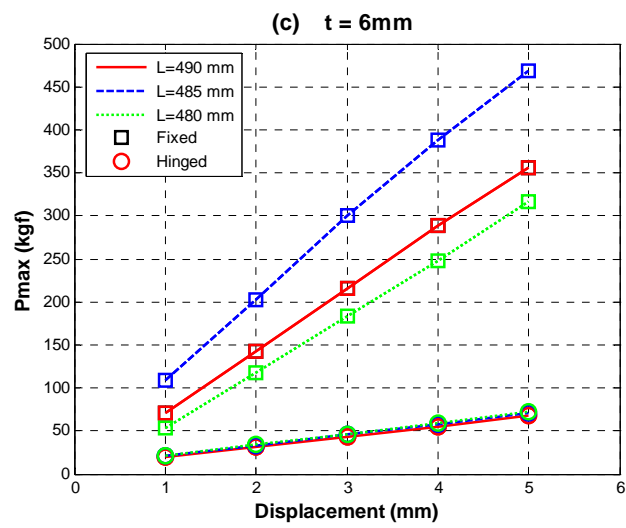 (c) t = 6mm
500
450
400
350
300
250
200
150
100
50
0
Pmax (kgf)
L=490 mm
L=485 mm
L=480 mm
Fixed
Hinged
0 1 2 3 4 5 6
Displacement (mm)